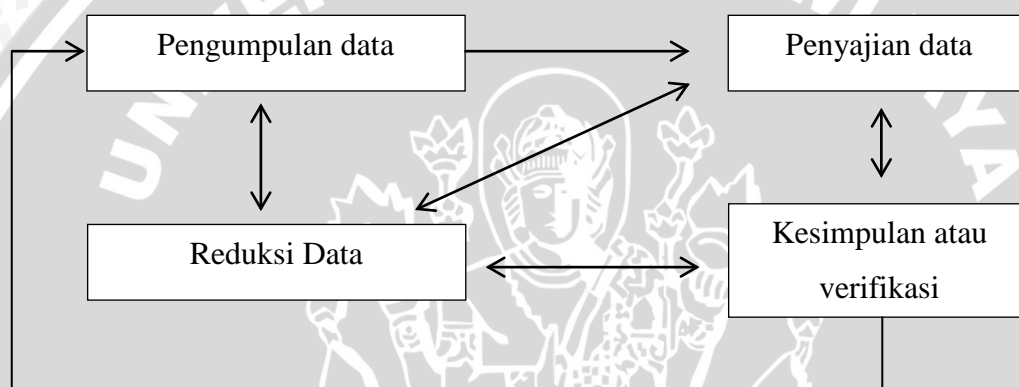 Pengumpulan data
Penyajian data
Reduksi Data
Kesimpulan atau
verifikasi